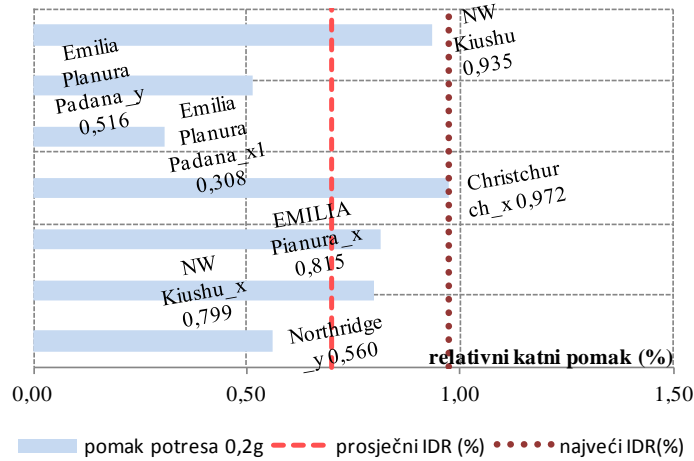 NW
Kiushu
0,935
Emilia
Planura
Padana_y
0,516
Emilia
Planura
Padana_x1
0,308
Christchur
ch_x 0,972
EMILIA
Pianura_x
0,815
NW
Kiushu_x
0,799
Northridge
_y 0,560
relativni katni pomak (%)
0,00 0,50 1,00 1,50
pomak potresa 0,2g prosječni IDR (%) najveći IDR(%)